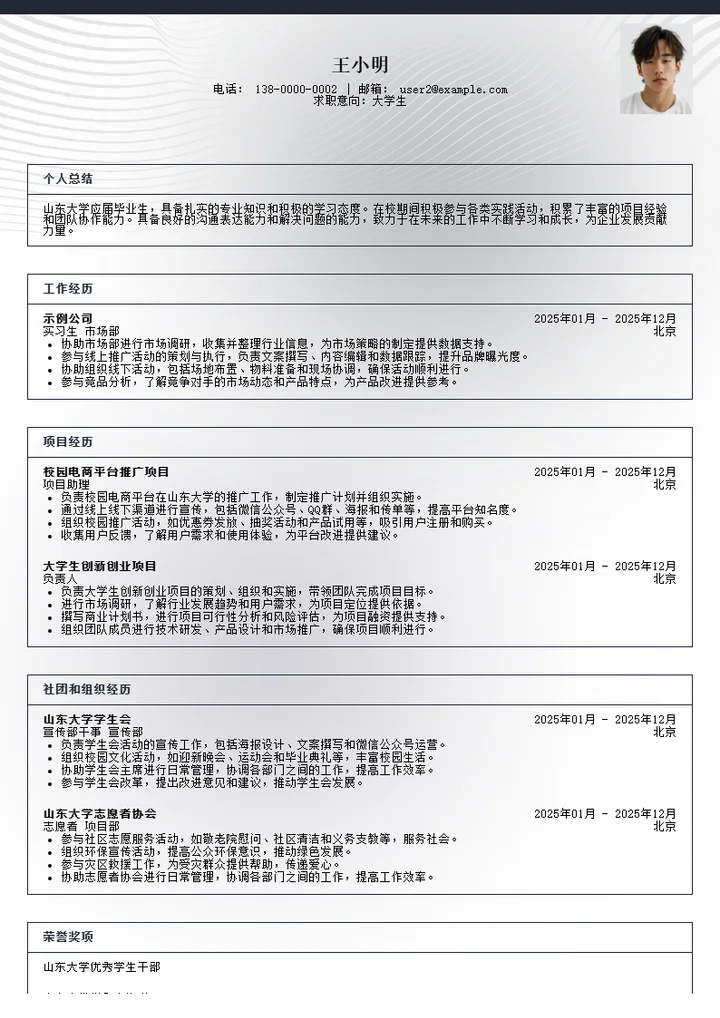 王小明
电话： 138-0000-0002 | 邮箱： user2@example.com
求职意向：大学生
个人总结
山东大学应届毕业生，具备扎实的专业知识和积极的学习态度。在校期间积极参与各类实践活动，积累了丰富的项目经验
和团队协作能力。具备良好的沟通表达能力和解决问题的能力，致力于在未来的工作中不断学习和成长，为企业发展贡献
力量。
工作经历
示例公司 2025年01月 - 2025年12月
实习生 市场部 北京
• 协助市场部进行市场调研，收集并整理行业信息，为市场策略的制定提供数据支持。
• 参与线上推广活动的策划与执行，负责文案撰写、内容编辑和数据跟踪，提升品牌曝光度。
• 协助组织线下活动，包括场地布置、物料准备和现场协调，确保活动顺利进行。
• 参与竞品分析，了解竞争对手的市场动态和产品特点，为产品改进提供参考。
项目经历
校园电商平台推广项目 2025年01月 - 2025年12月
项目助理 北京
• 负责校园电商平台在山东大学的推广工作，制定推广计划并组织实施。
• 通过线上线下渠道进行宣传，包括微信公众号、QQ群、海报和传单等，提高平台知名度。
• 组织校园推广活动，如优惠券发放、抽奖活动和产品试用等，吸引用户注册和购买。
• 收集用户反馈，了解用户需求和使用体验，为平台改进提供建议。
大学生创新创业项目 2025年01月 - 2025年12月
负责人 北京
• 负责大学生创新创业项目的策划、组织和实施，带领团队完成项目目标。
• 进行市场调研，了解行业发展趋势和用户需求，为项目定位提供依据。
• 撰写商业计划书，进行项目可行性分析和风险评估，为项目融资提供支持。
• 组织团队成员进行技术研发、产品设计和市场推广，确保项目顺利进行。
社团和组织经历
山东大学学生会 2025年01月 - 2025年12月
宣传部干事 宣传部 北京
• 负责学生会活动的宣传工作，包括海报设计、文案撰写和微信公众号运营。
• 组织校园文化活动，如迎新晚会、运动会和毕业典礼等，丰富校园生活。
• 协助学生会主席进行日常管理，协调各部门之间的工作，提高工作效率。
• 参与学生会改革，提出改进意见和建议，推动学生会发展。
山东大学志愿者协会 2025年01月 - 2025年12月
志愿者 项目部 北京
• 参与社区志愿服务活动，如敬老院慰问、社区清洁和义务支教等，服务社会。
• 组织环保宣传活动，提高公众环保意识，推动绿色发展。
• 参与灾区救援工作，为受灾群众提供帮助，传递爱心。
• 协助志愿者协会进行日常管理，协调各部门之间的工作，提高工作效率。
荣誉奖项
山东大学优秀学生干部